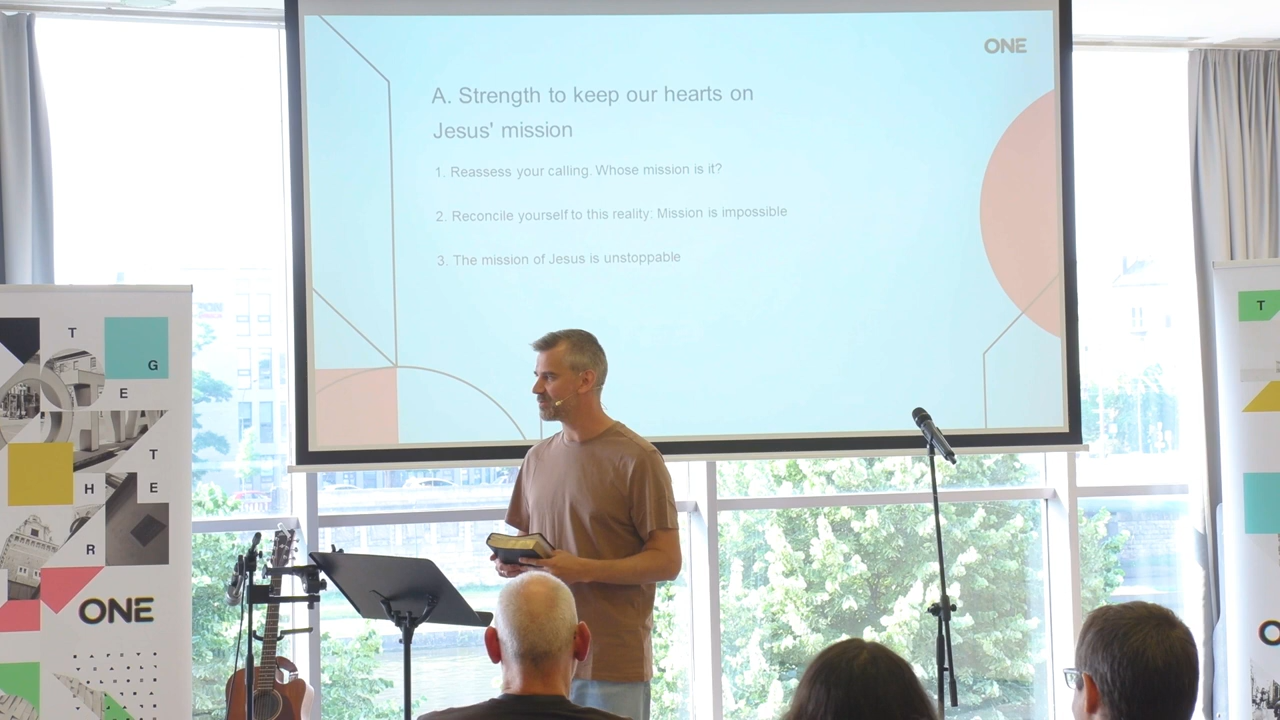 ONE
A. Strength to keep our hearts on
Jesus' mission
1. Reassess your calling. Whose mission is it?
2. Reconcile yourself to this reality: Mission is impossible
3. The mission of Jesus is unstoppable
T
G
E
T
H
E
R
ONE
T